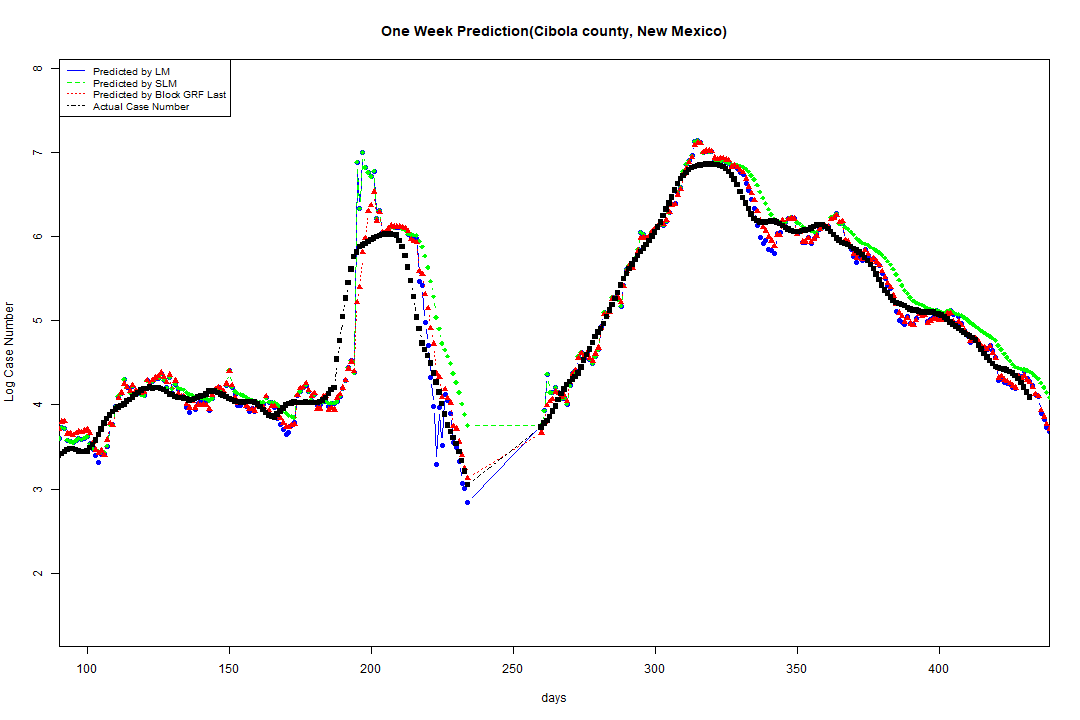 One Week Prediction(Cibola county, New Mexico)
Predicted by LM
Predicted by SLM
Predicted by Block GRF Last
Actual Case Number
8
7
6
5
4
3
2
Log Case Number
100 150 200 250 300 350 400
days